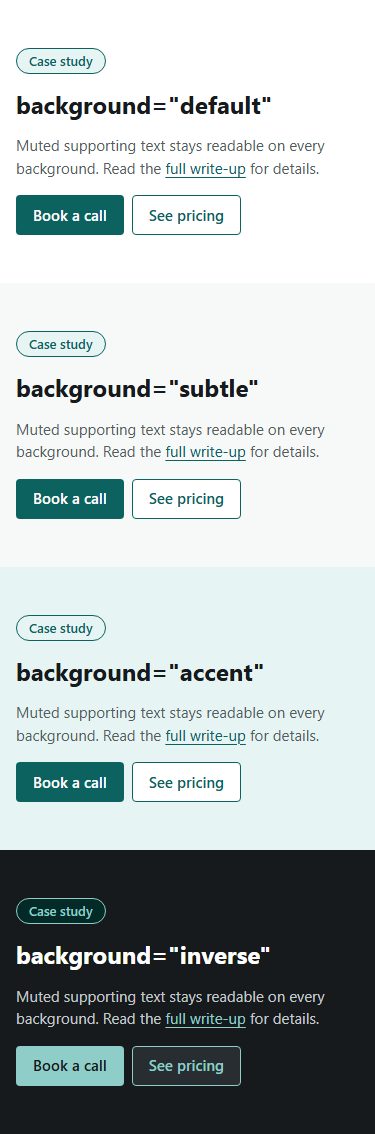 Case study
background="default"
Muted supporting text stays readable on every
background. Read the full write-up for details.
Book a call
See pricing
Case study
background="subtle"
Muted supporting text stays readable on every
background. Read the full write-up for details.
Book a call
See pricing
Case study
background="accent"
Muted supporting text stays readable on every
background. Read the full write-up for details.
Book a call
See pricing
Case study
background="inverse"
Muted supporting text stays readable on every
background. Read the full write-up for details.
Book a call
See pricing